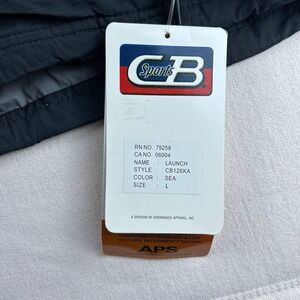 CB
Sports
RN NO. : 79258
CA NO. : 06004
NAME : LAUNCH
STYLE : CB126KA
COLOR : SEA
SIZE : L
A DIVISION OF SNOWMASS APPAREL, INC.
APS